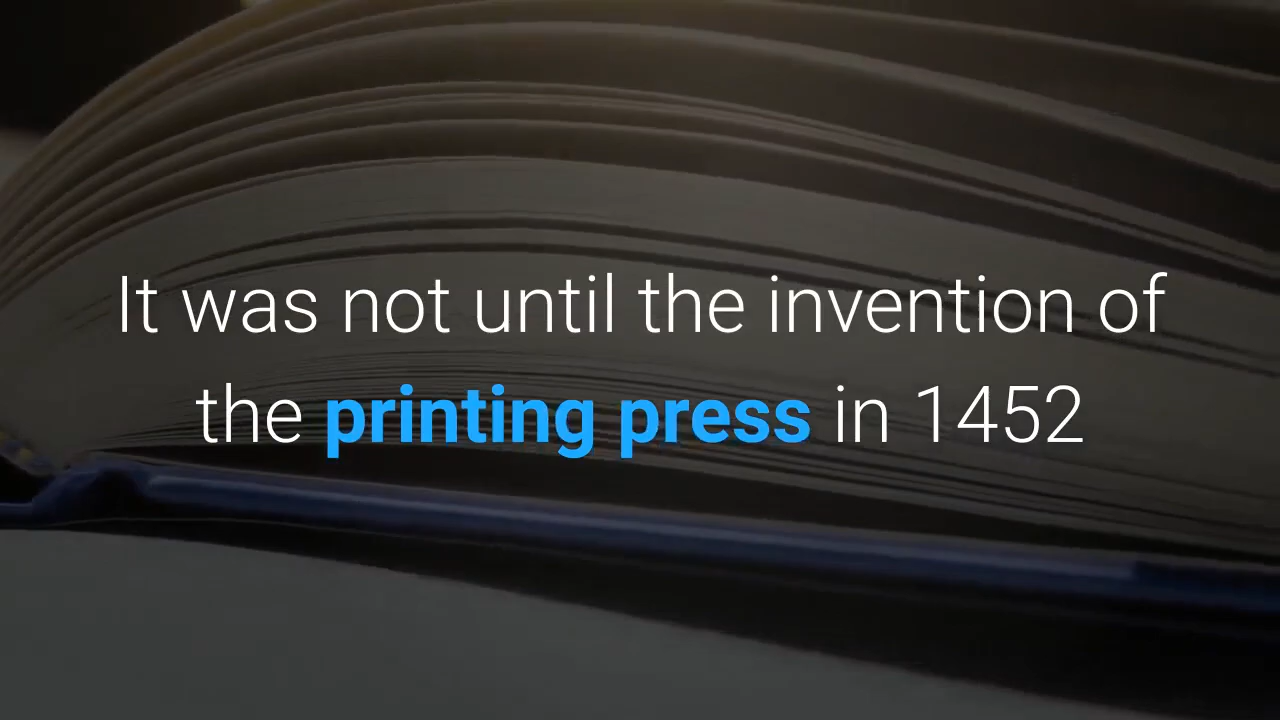 It was not until the invention of
the printing press in 1452